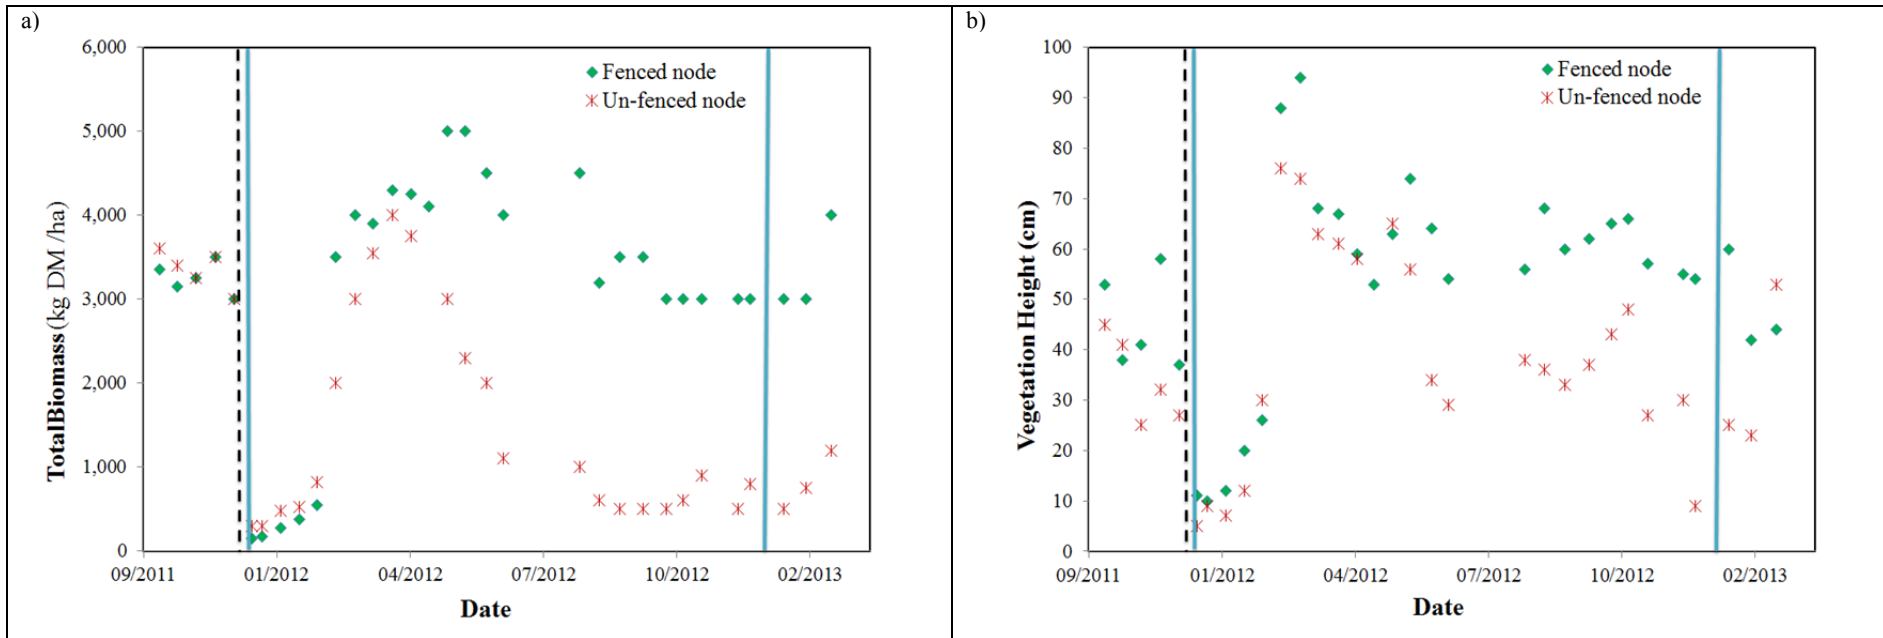 a)
TotalBiomass (kg DM /ha)
6,000
5,000
4,000
3,000
2,000
1,000
0
Fenced node
Un-fenced node
09/2011 01/2012 04/2012 07/2012 10/2012 02/2013
Date
b)
Vegetation Height (cm)
100
90
80
70
60
50
40
30
20
10
0
Fenced node
Un-fenced node
09/2011 01/2012 04/2012 07/2012 10/2012 02/2013
Date